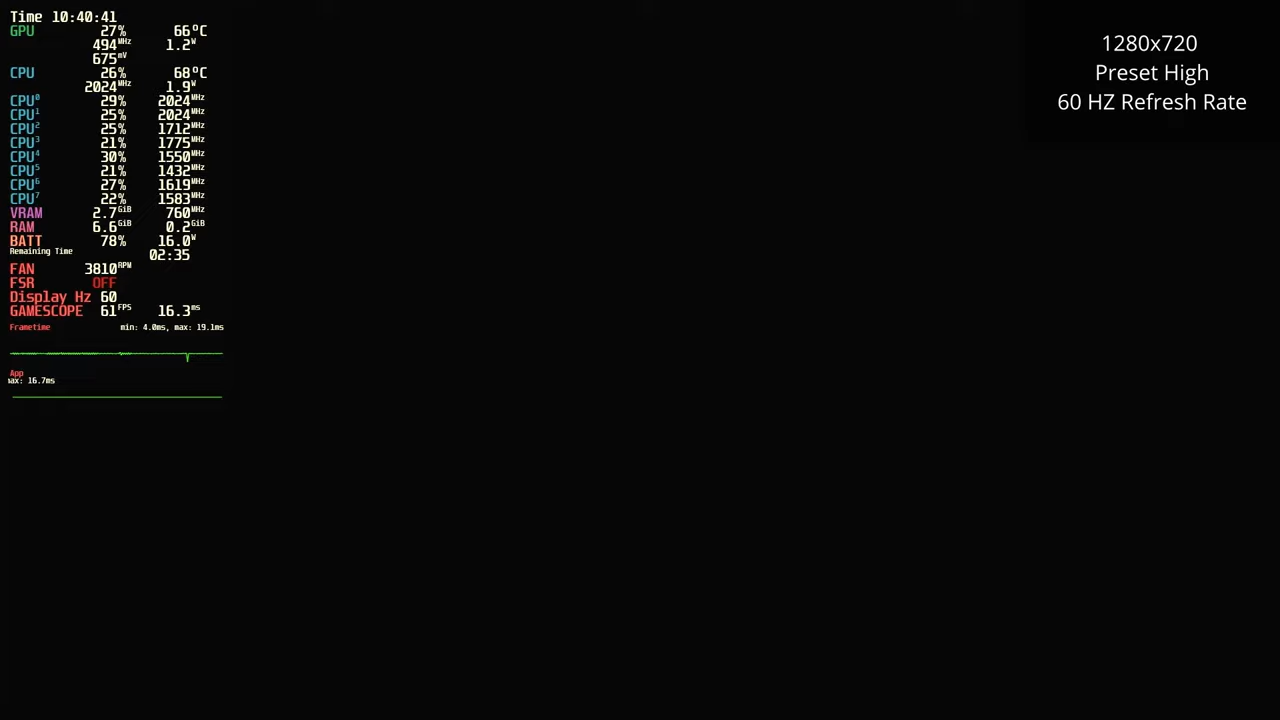 Time 10:40:41
GPU 27% 66°C
494MHz 1.2W
675mV
CPU 26% 68°C
2024MHz 1.9W
CPU0 29% 2024MHz
CPU1 25% 2024MHz
CPU2 25% 1712MHz
CPU3 21% 1775MHz
CPU4 30% 1550MHz
CPU5 21% 1432MHz
CPU6 27% 1619MHz
CPU7 22% 1583MHz
VRAM 2.7GiB 760MHz
RAM 6.6GiB 0.2GiB
BATT 78% 16.0W
Remaining Time 02:35
FAN 3810RPM
FSR OFF
Display Hz 60
GAMESCOPE 61FPS 16.3ms
Frametime min: 4.0ms, max: 19.1ms
App
max: 16.7ms
1280x720
Preset High
60 HZ Refresh Rate